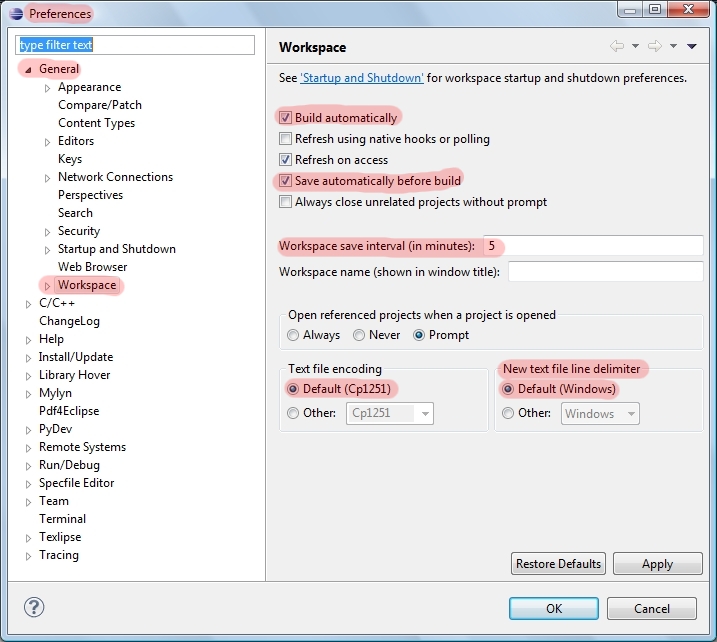 Preferences
type filter text
General
Appearance
Compare/Patch
Content Types
Editors
Keys
Network Connections
Perspectives
Search
Security
Startup and Shutdown
Web Browser
Workspace
C/C++
ChangeLog
Help
Install/Update
Library Hover
Mylyn
Pdf4Eclipse
PyDev
Remote Systems
Run/Debug
Specfile Editor
Team
Terminal
Texlipse
Tracing
Workspace
See 'Startup and Shutdown' for workspace startup and shutdown preferences.
Build automatically
Refresh using native hooks or polling
Refresh on access
Save automatically before build
Always close unrelated projects without prompt
Workspace save interval (in minutes): 5
Workspace name (shown in window title):
Open referenced projects when a project is opened
Always Never Prompt
Text file encoding
Default (Cp1251)
Other: Cp1251
New text file line delimiter
Default (Windows)
Other: Windows
Restore Defaults Apply
? OK Cancel